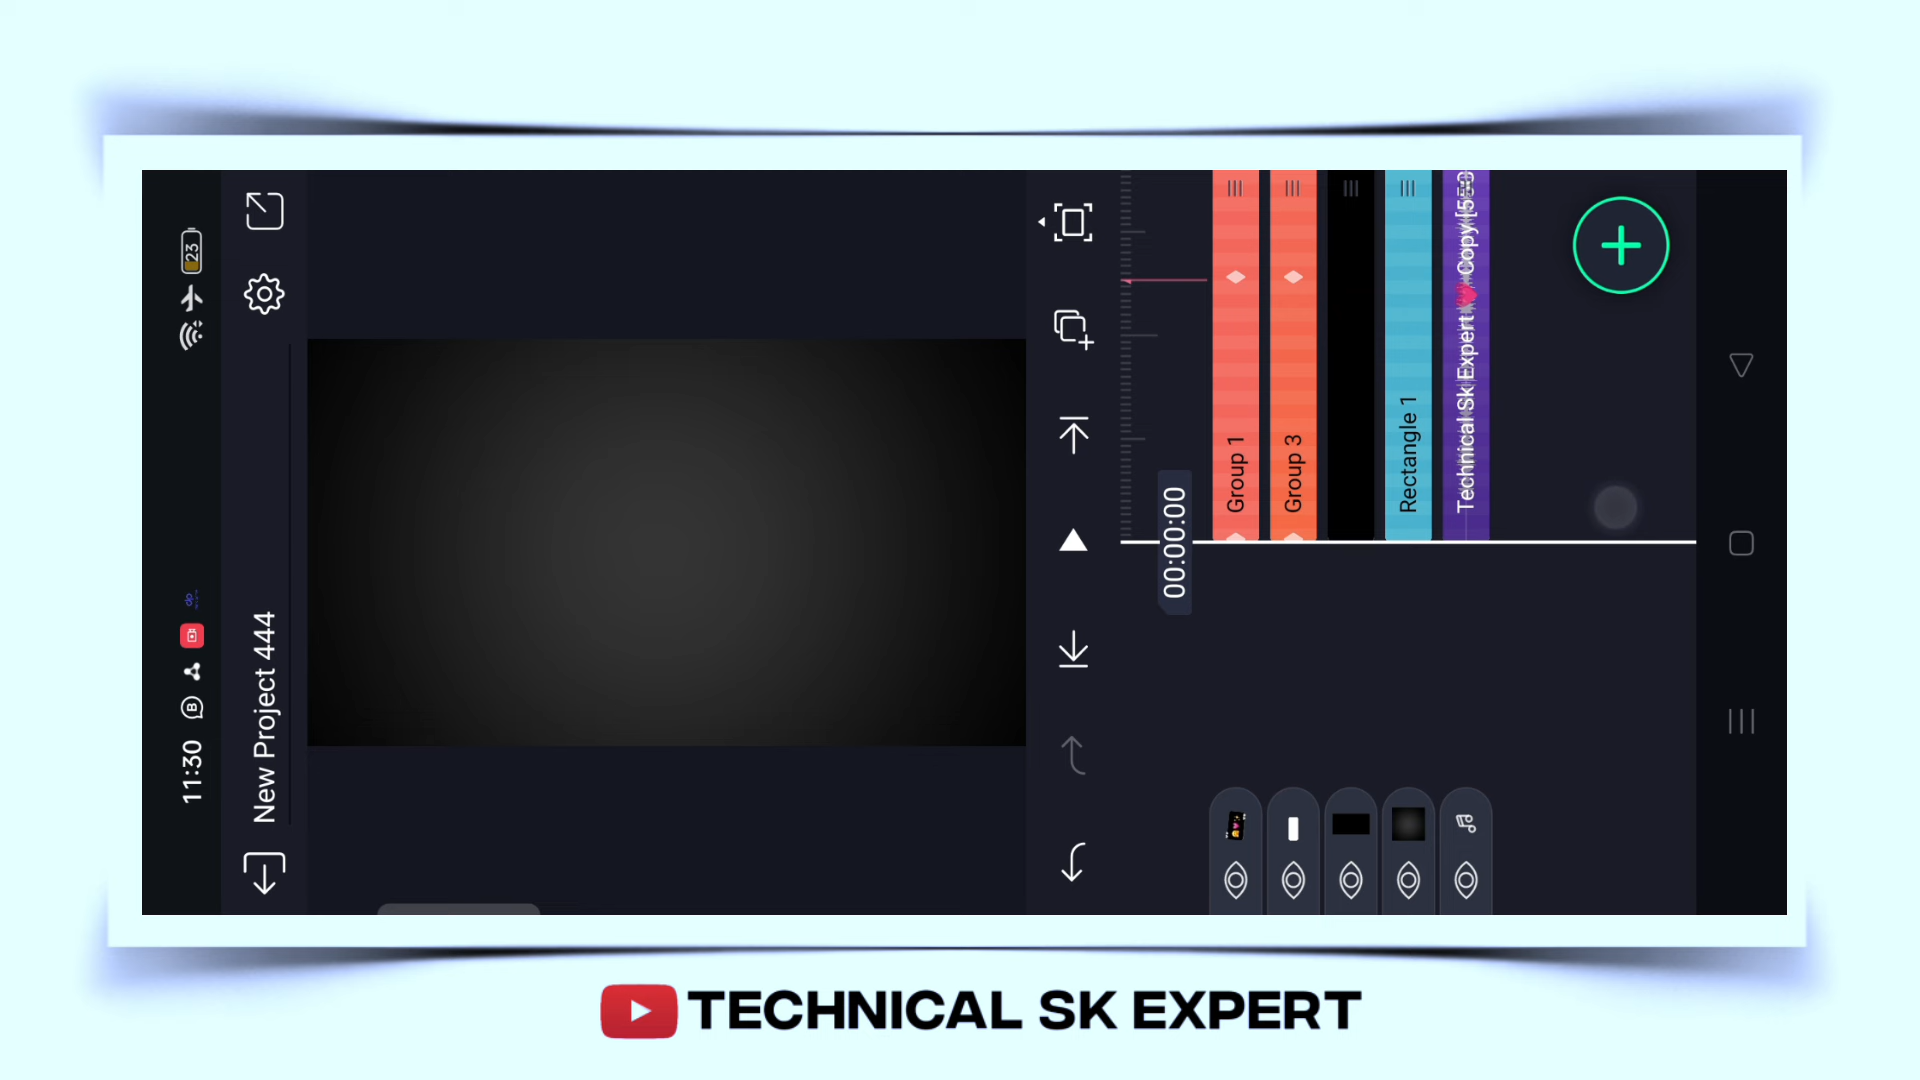 11:30
23
New Project 444
00:00:00
Group 1
Group 3
Rectangle 1
Technical Sk Expert Copy
TECHNICAL SK EXPERT